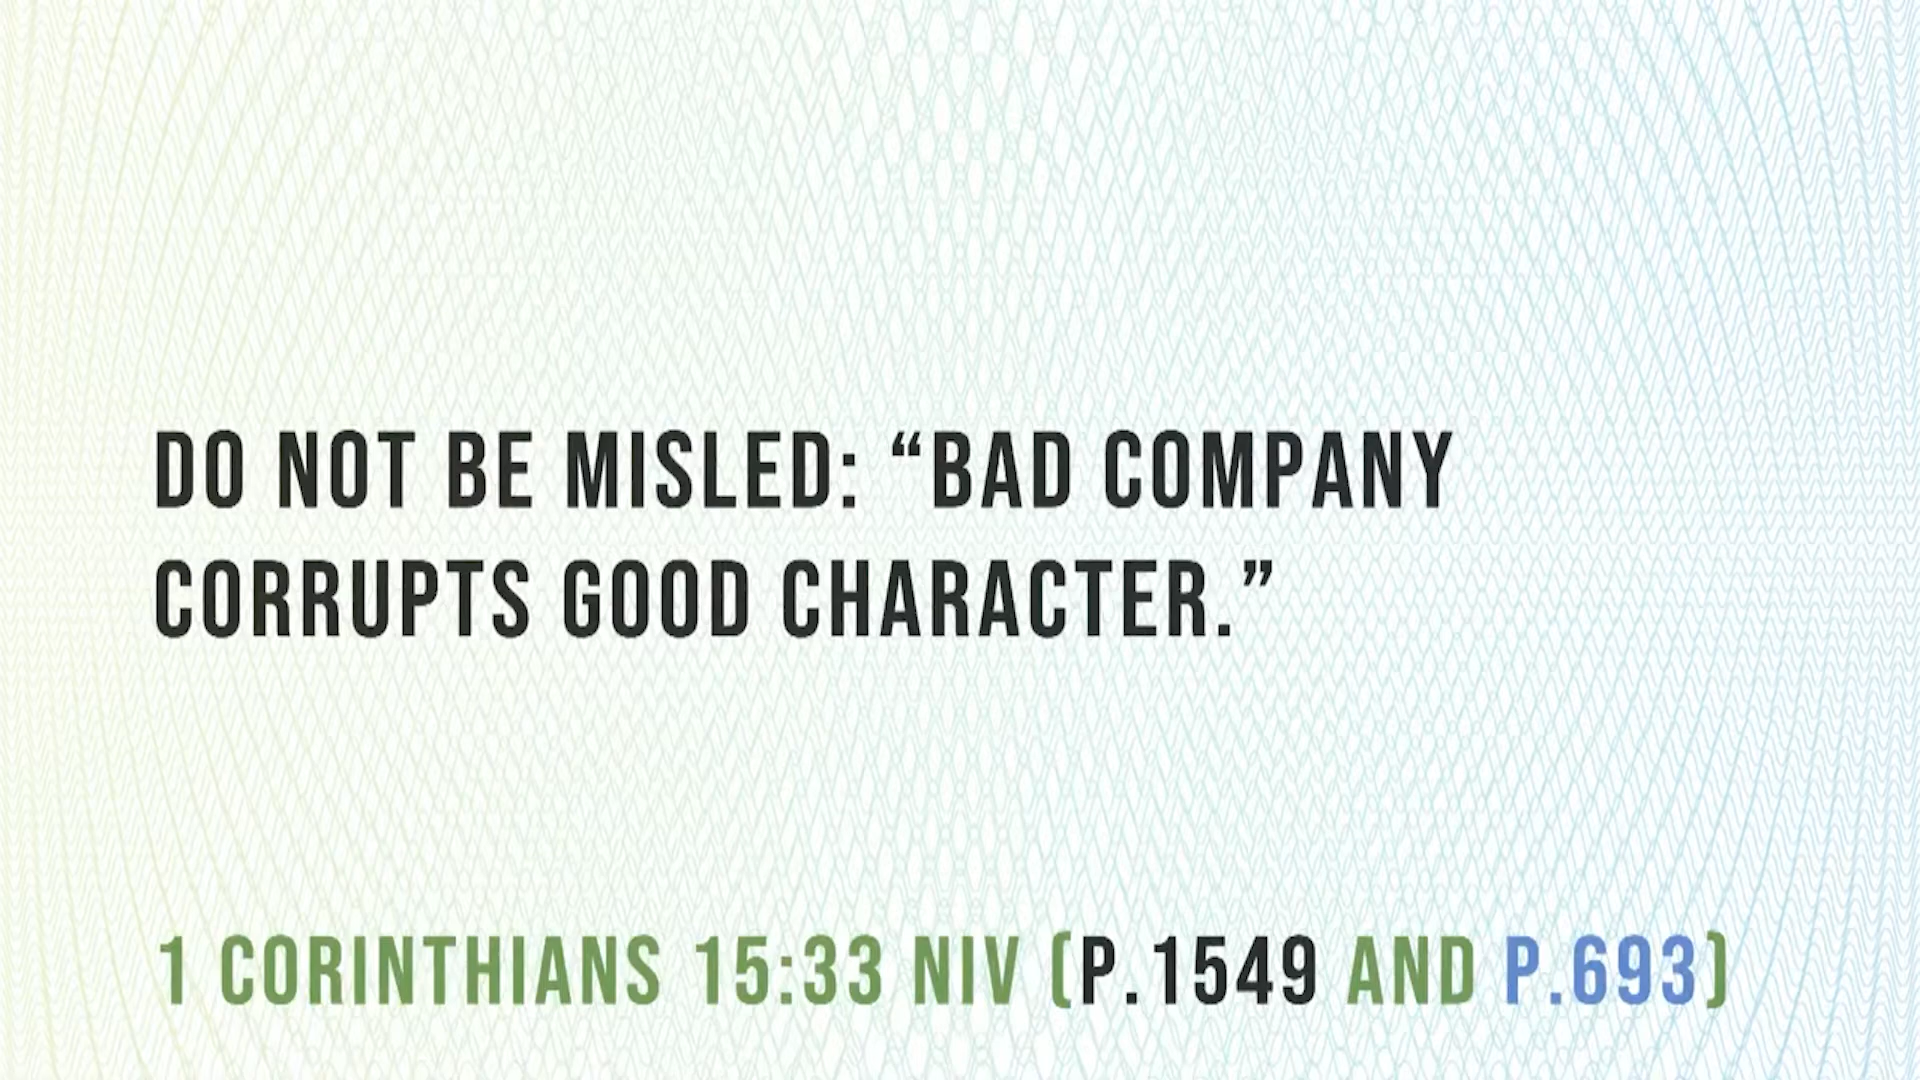 DO NOT BE MISLED: “BAD COMPANY
CORRUPTS GOOD CHARACTER.”
1 CORINTHIANS 15:33 NIV (P.1549 AND P.693)